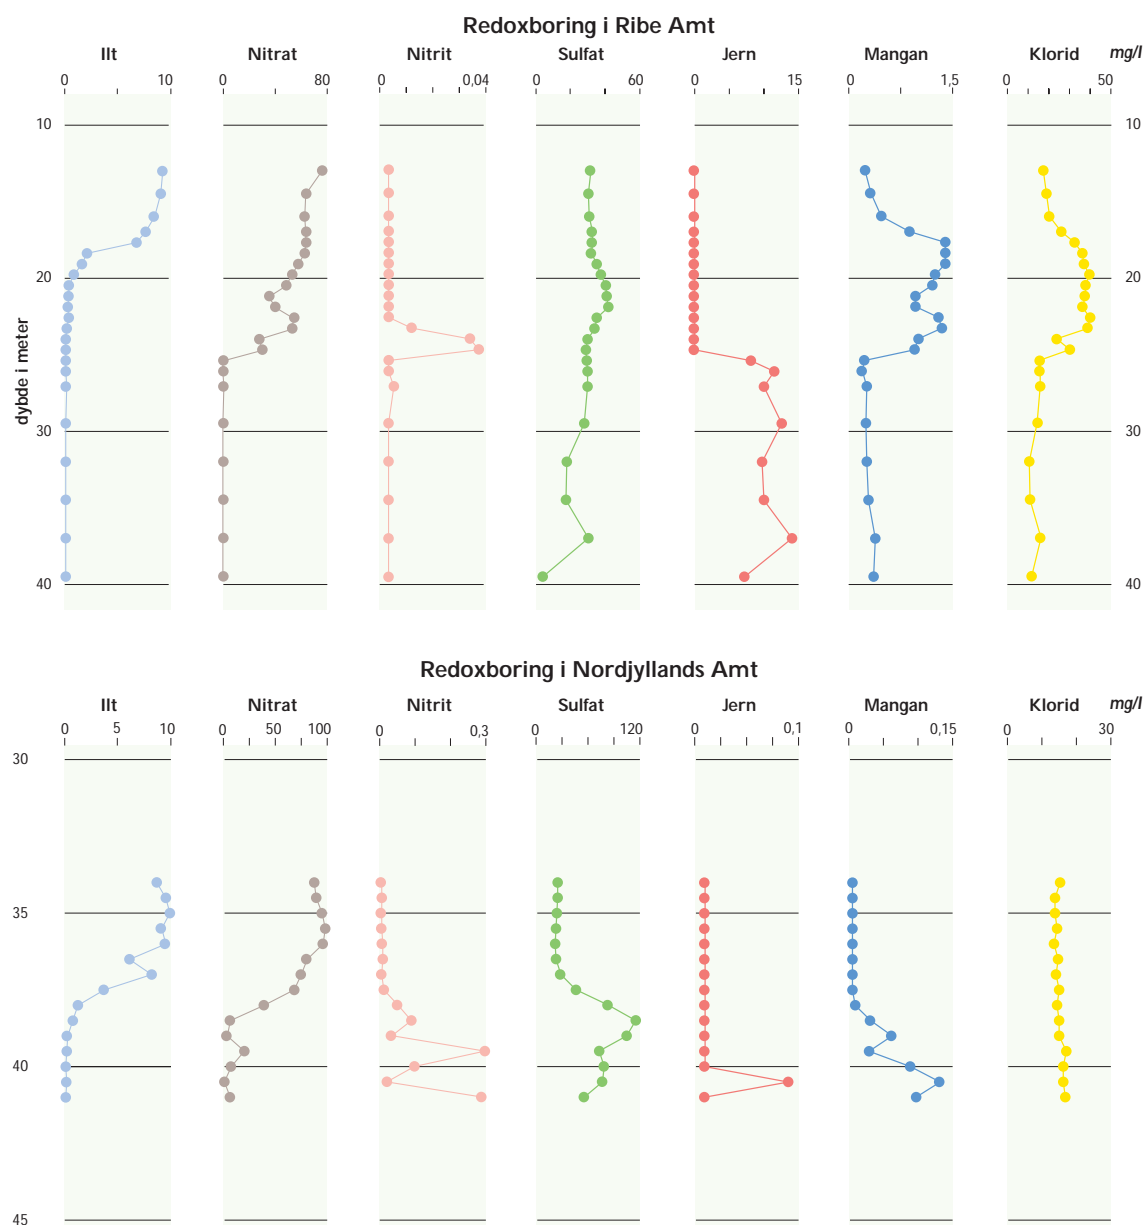 Redoxboring i Ribe Amt
Ilt Nitrat Nitrit Sulfat Jern Mangan Klorid mg/l
0 10 0 80 0 0,04 0 60 0 15 0 1,5 0 50
10 10
20 20
30 30
40 40
dybde i meter
Redoxboring i Nordjyllands Amt
Ilt Nitrat Nitrit Sulfat Jern Mangan Klorid mg/l
0 5 10 0 50 100 0 0,3 0 120 0 0,1 0 0,15 0 30
30
35
40
45